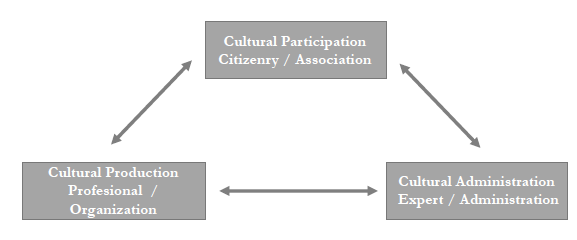 Cultural Participation
Citizenry / Association
Cultural Production
Profesional /
Organization
Cultural Administration
Expert / Administration